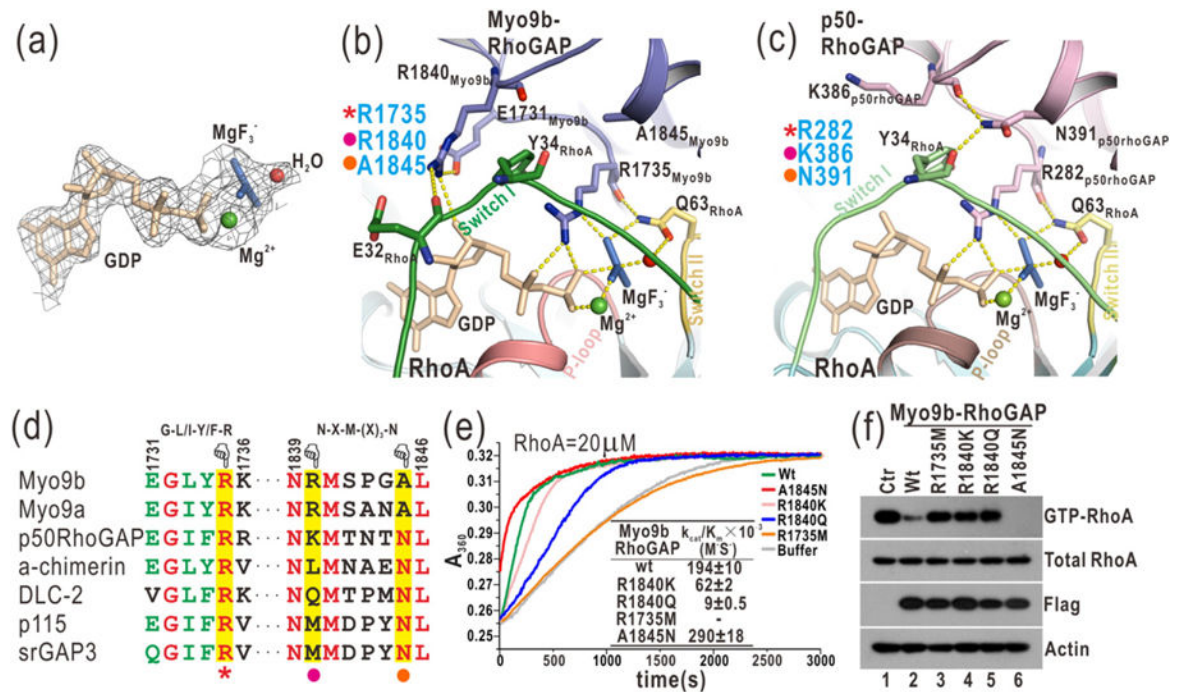 (a)
MgF3-
H2O
GDP
Mg2+
(b)
Myo9b-
RhoGAP
R1840Myo9b
*R1735
R1840
A1845
E1731Myo9b
Y34RhoA
A1845Myo9b
R1735Myo9b
Switch I
Q63RhoA
E32RhoA
MgF3-
Mg2+
GDP
Switch II
RhoA
P-loop
(c)
p50-
RhoGAP
K386p50rhoGAP
*R282
K386
N391
Y34RhoA
N391p50rhoGAP
R282p50rhoGAP
Switch I
Q63RhoA
MgF3-
Mg2+
GDP
Switch II
RhoA
P-loop
(d)
G-L/I-Y/F-R
N-X-M-(X)3-N
1731 1736 1839 1846
Myo9b EGLYRK···NRMSPGAL
Myo9a EGIYRK···NRMSANAL
p50RhoGAP EGIFRR···NKMTNTNL
a-chimerin EGLYRV···NLMNAENL
DLC-2 VGLFRK···NQMTPMNL
p115 EGIFRV···NMMDPYNL
srGAP3 QGIFRV···NMMDPYNL
*
(e)
RhoA=20μM
A360
0.32
0.31
0.30
0.29
0.28
0.27
0.26
0.25
Wt
A1845N
R1840K
R1840Q
R1735M
Buffer
Myo9b kcat/Km×103
RhoGAP (M-S-)
wt 194±10
R1840K 62±2
R1840Q 9±0.5
R1735M -
A1845N 290±18
0 500 1000 1500 2000 2500 3000
time(s)
(f)
Myo9b-RhoGAP
Ctr Wt R1735M R1840K R1840Q A1845N
GTP-RhoA
Total RhoA
Flag
Actin
1 2 3 4 5 6